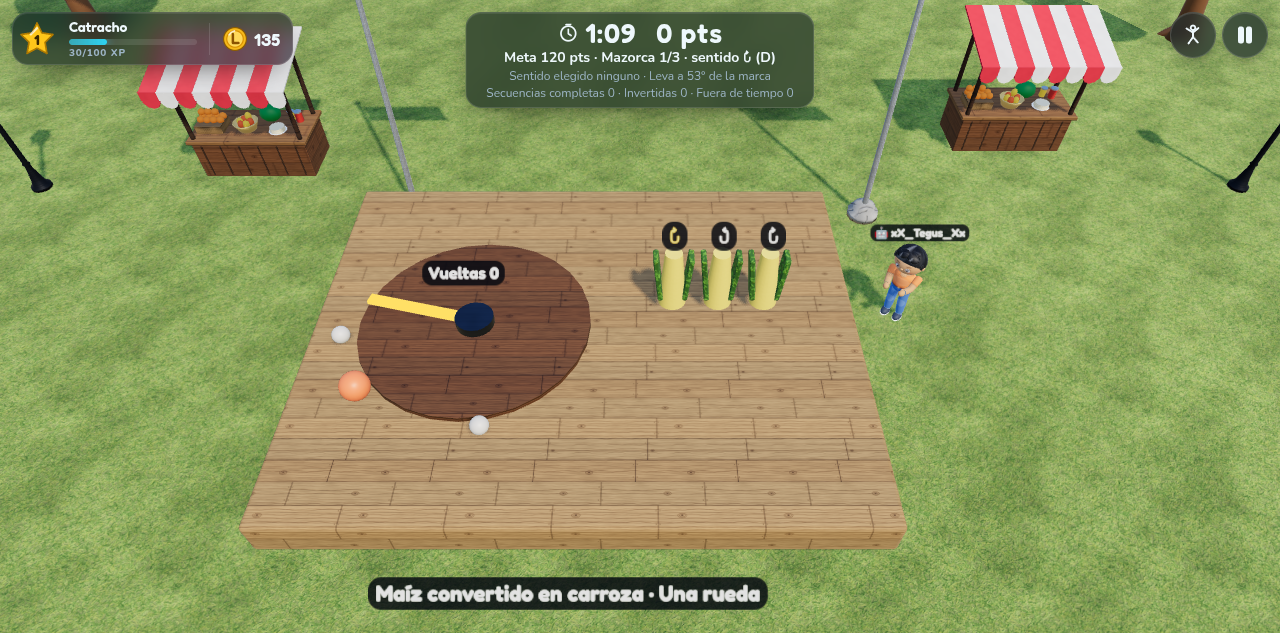 1
Catracho
30/100 XP
L 135
1:09 0 pts
Meta 120 pts · Mazorca 1/3 · sentido ↻ (D)
Sentido elegido ninguno · Leva a 53° de la marca
Secuencias completas 0 · Invertidas 0 · Fuera de tiempo 0
xX_Tegus_Xx
Vueltas 0
Maíz convertido en carroza · Una rueda